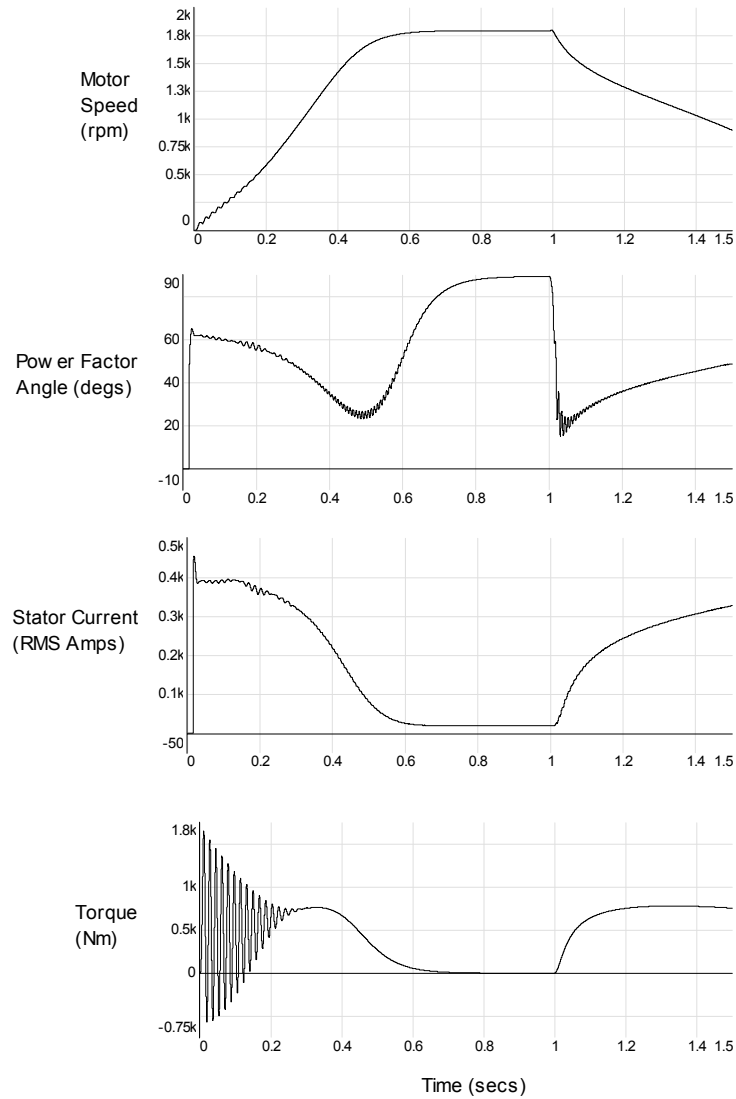 2k
1.8k
1.5k
1.3k
1k
0.75k
0.5k
0
Motor
Speed
(rpm)
0 0.2 0.4 0.6 0.8 1 1.2 1.4 1.5
90
60
40
20
-10
Pow er Factor
Angle (degs)
0 0.2 0.4 0.6 0.8 1 1.2 1.4 1.5
0.5k
0.4k
0.3k
0.2k
0.1k
-50
Stator Current
(RMS Amps)
0 0.2 0.4 0.6 0.8 1 1.2 1.4 1.5
1.8k
1k
0.5k
0
-0.75k
Torque
(Nm)
0 0.2 0.4 0.6 0.8 1 1.2 1.4 1.5
Time (secs)